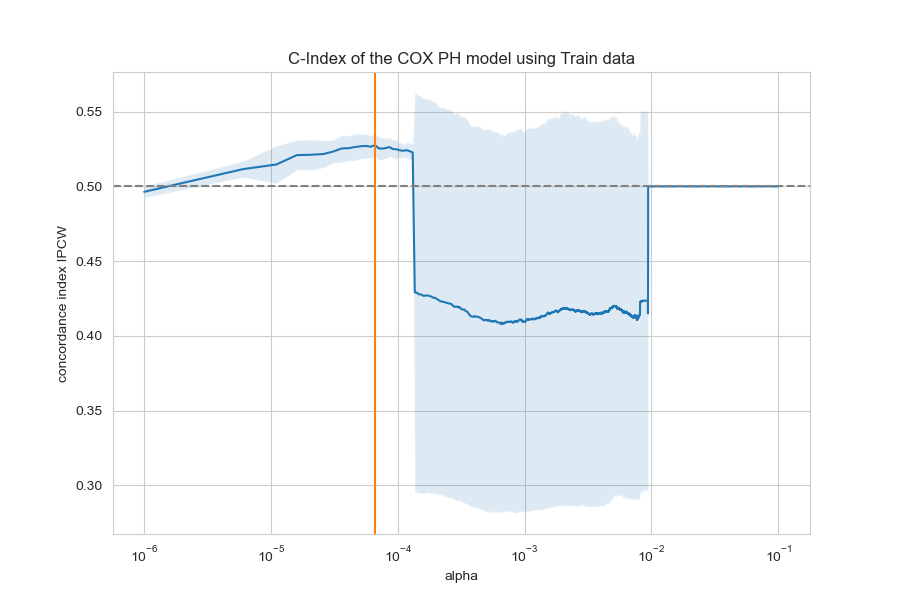 C-Index of the COX PH model using Train data
concordance index IPCW
0.55
0.50
0.45
0.40
0.35
0.30
10⁻⁶ 10⁻⁵ 10⁻⁴ 10⁻³ 10⁻² 10⁻¹
alpha